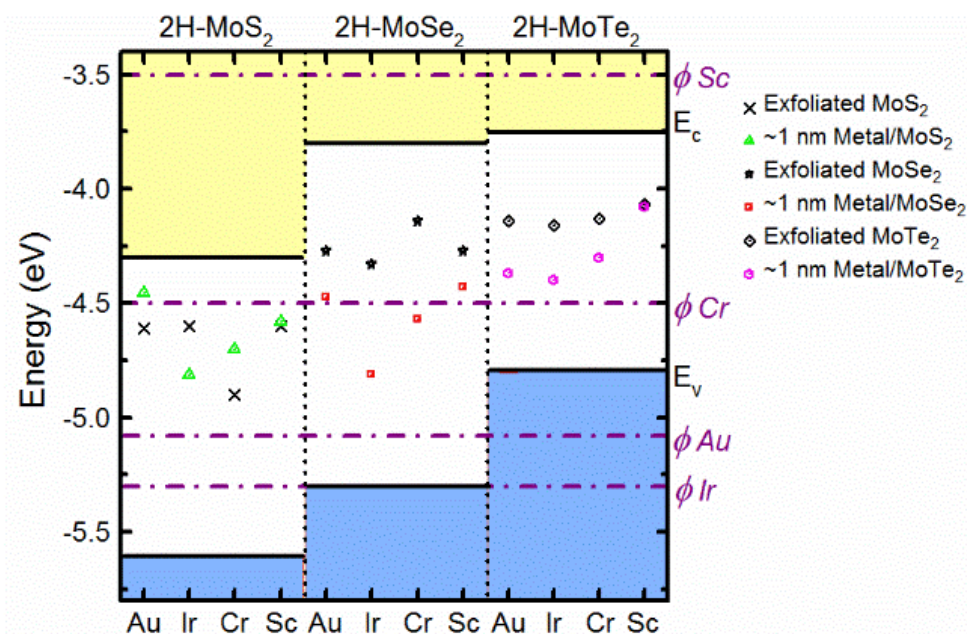 2H-MoS₂ 2H-MoSe₂ 2H-MoTe₂
-3.5
-4.0
-4.5
-5.0
-5.5
Energy (eV)
ϕ Sc
E_c
ϕ Cr
E_v
ϕ Au
ϕ Ir
Exfoliated MoS₂
~1 nm Metal/MoS₂
Exfoliated MoSe₂
~1 nm Metal/MoSe₂
Exfoliated MoTe₂
~1 nm Metal/MoTe₂
Au Ir Cr Sc Au Ir Cr Sc Au Ir Cr Sc